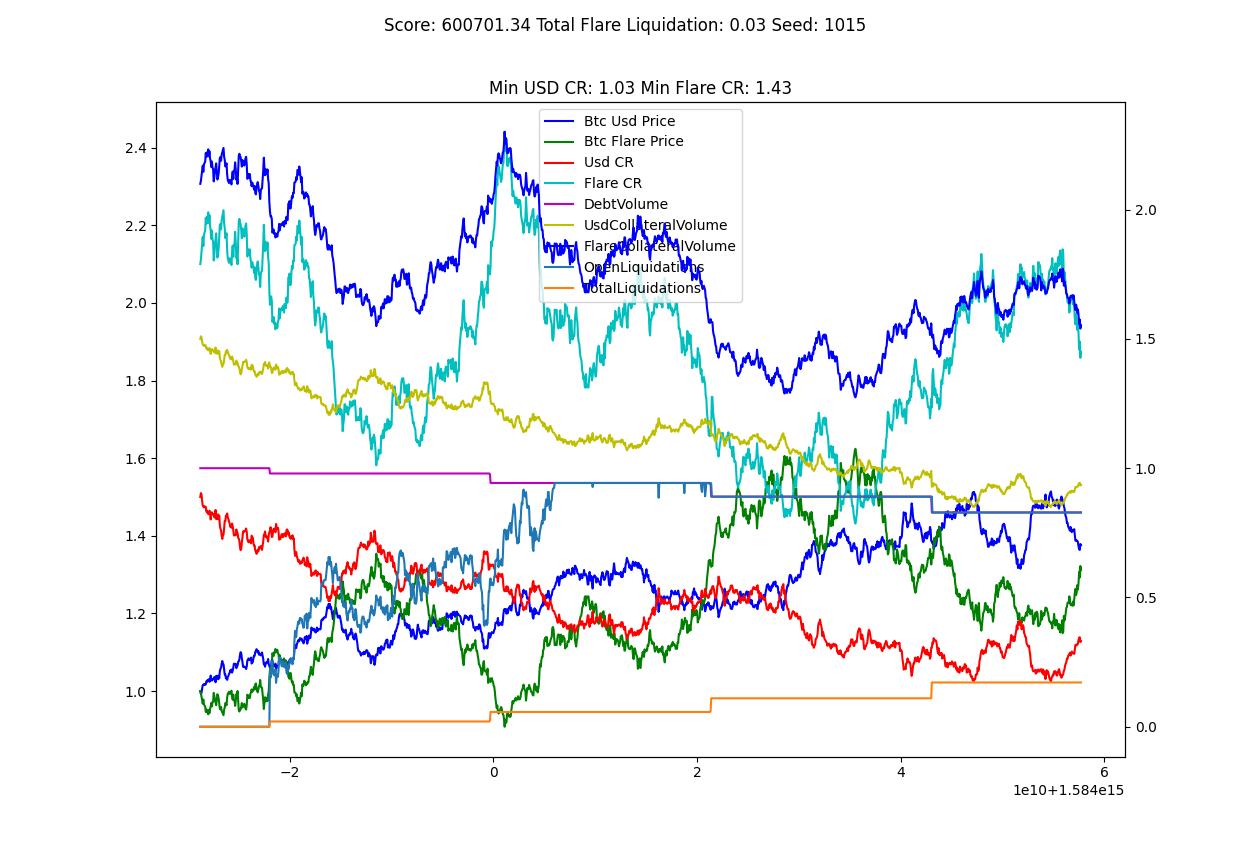 Score: 600701.34 Total Flare Liquidation: 0.03 Seed: 1015
Min USD CR: 1.03 Min Flare CR: 1.43
Btc Usd Price
Btc Flare Price
Usd CR
Flare CR
DebtVolume
UsdCollateralVolume
FlareCollateralVolume
OpenLiquidations
TotalLiquidations
2.4
2.2
2.0
1.8
1.6
1.4
1.2
1.0
2.0
1.5
1.0
0.5
0.0
−2
0
2
4
6
1e10+1.584e15